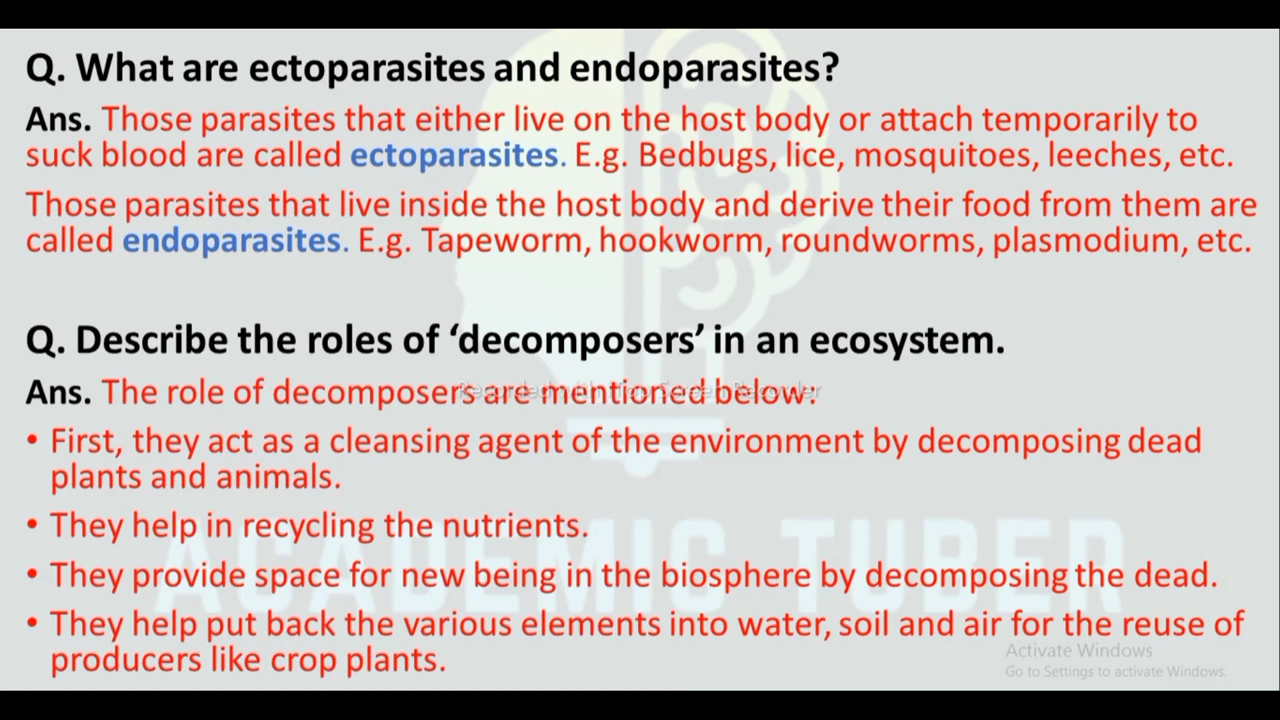 Q. What are ectoparasites and endoparasites?
Ans. Those parasites that either live on the host body or attach temporarily to
suck blood are called ectoparasites. E.g. Bedbugs, lice, mosquitoes, leeches, etc.
Those parasites that live inside the host body and derive their food from them are
called endoparasites. E.g. Tapeworm, hookworm, roundworms, plasmodium, etc.
Q. Describe the roles of ‘decomposers’ in an ecosystem.
Ans. The role of decomposers are mentioned below:
Recorded with iTop Screen Recorder
• First, they act as a cleansing agent of the environment by decomposing dead
plants and animals.
• They help in recycling the nutrients.
• They provide space for new being in the biosphere by decomposing the dead.
ACADEMIC TUBER
• They help put back the various elements into water, soil and air for the reuse of
producers like crop plants.
Activate Windows
Go to Settings to activate Windows.